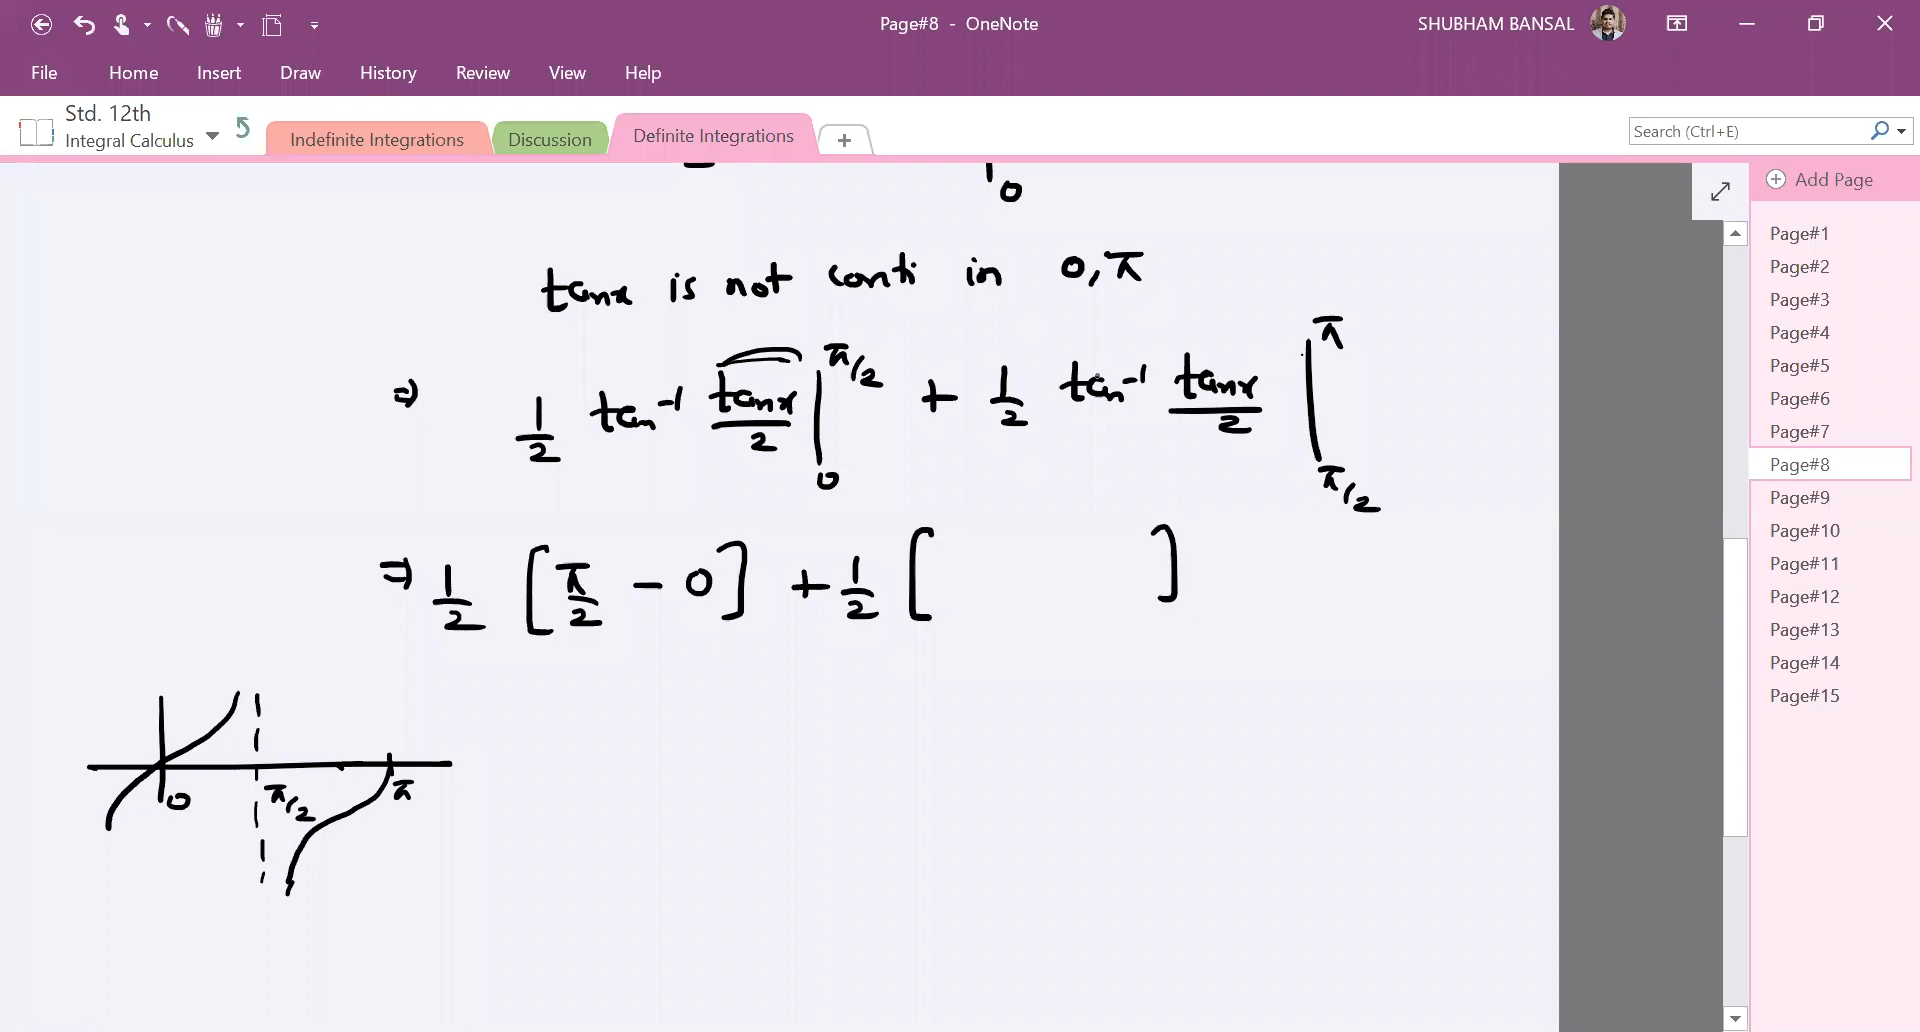 Page#8 - OneNote
SHUBHAM BANSAL
File Home Insert Draw History Review View Help
Std. 12th
Integral Calculus
Indefinite Integrations
Discussion
Definite Integrations
+
Search (Ctrl+E)
Add Page
Page#1
Page#2
Page#3
Page#4
Page#5
Page#6
Page#7
Page#8
Page#9
Page#10
Page#11
Page#12
Page#13
Page#14
Page#15
0
tanx is not conti in 0, π
⇒ 1/2 tan⁻¹ tanx/2 |₀^π/2 + 1/2 tan⁻¹ tanx/2 |_π/2^π
⇒ 1/2 [π/2 - 0] + 1/2 [ ]
0 π/2 π